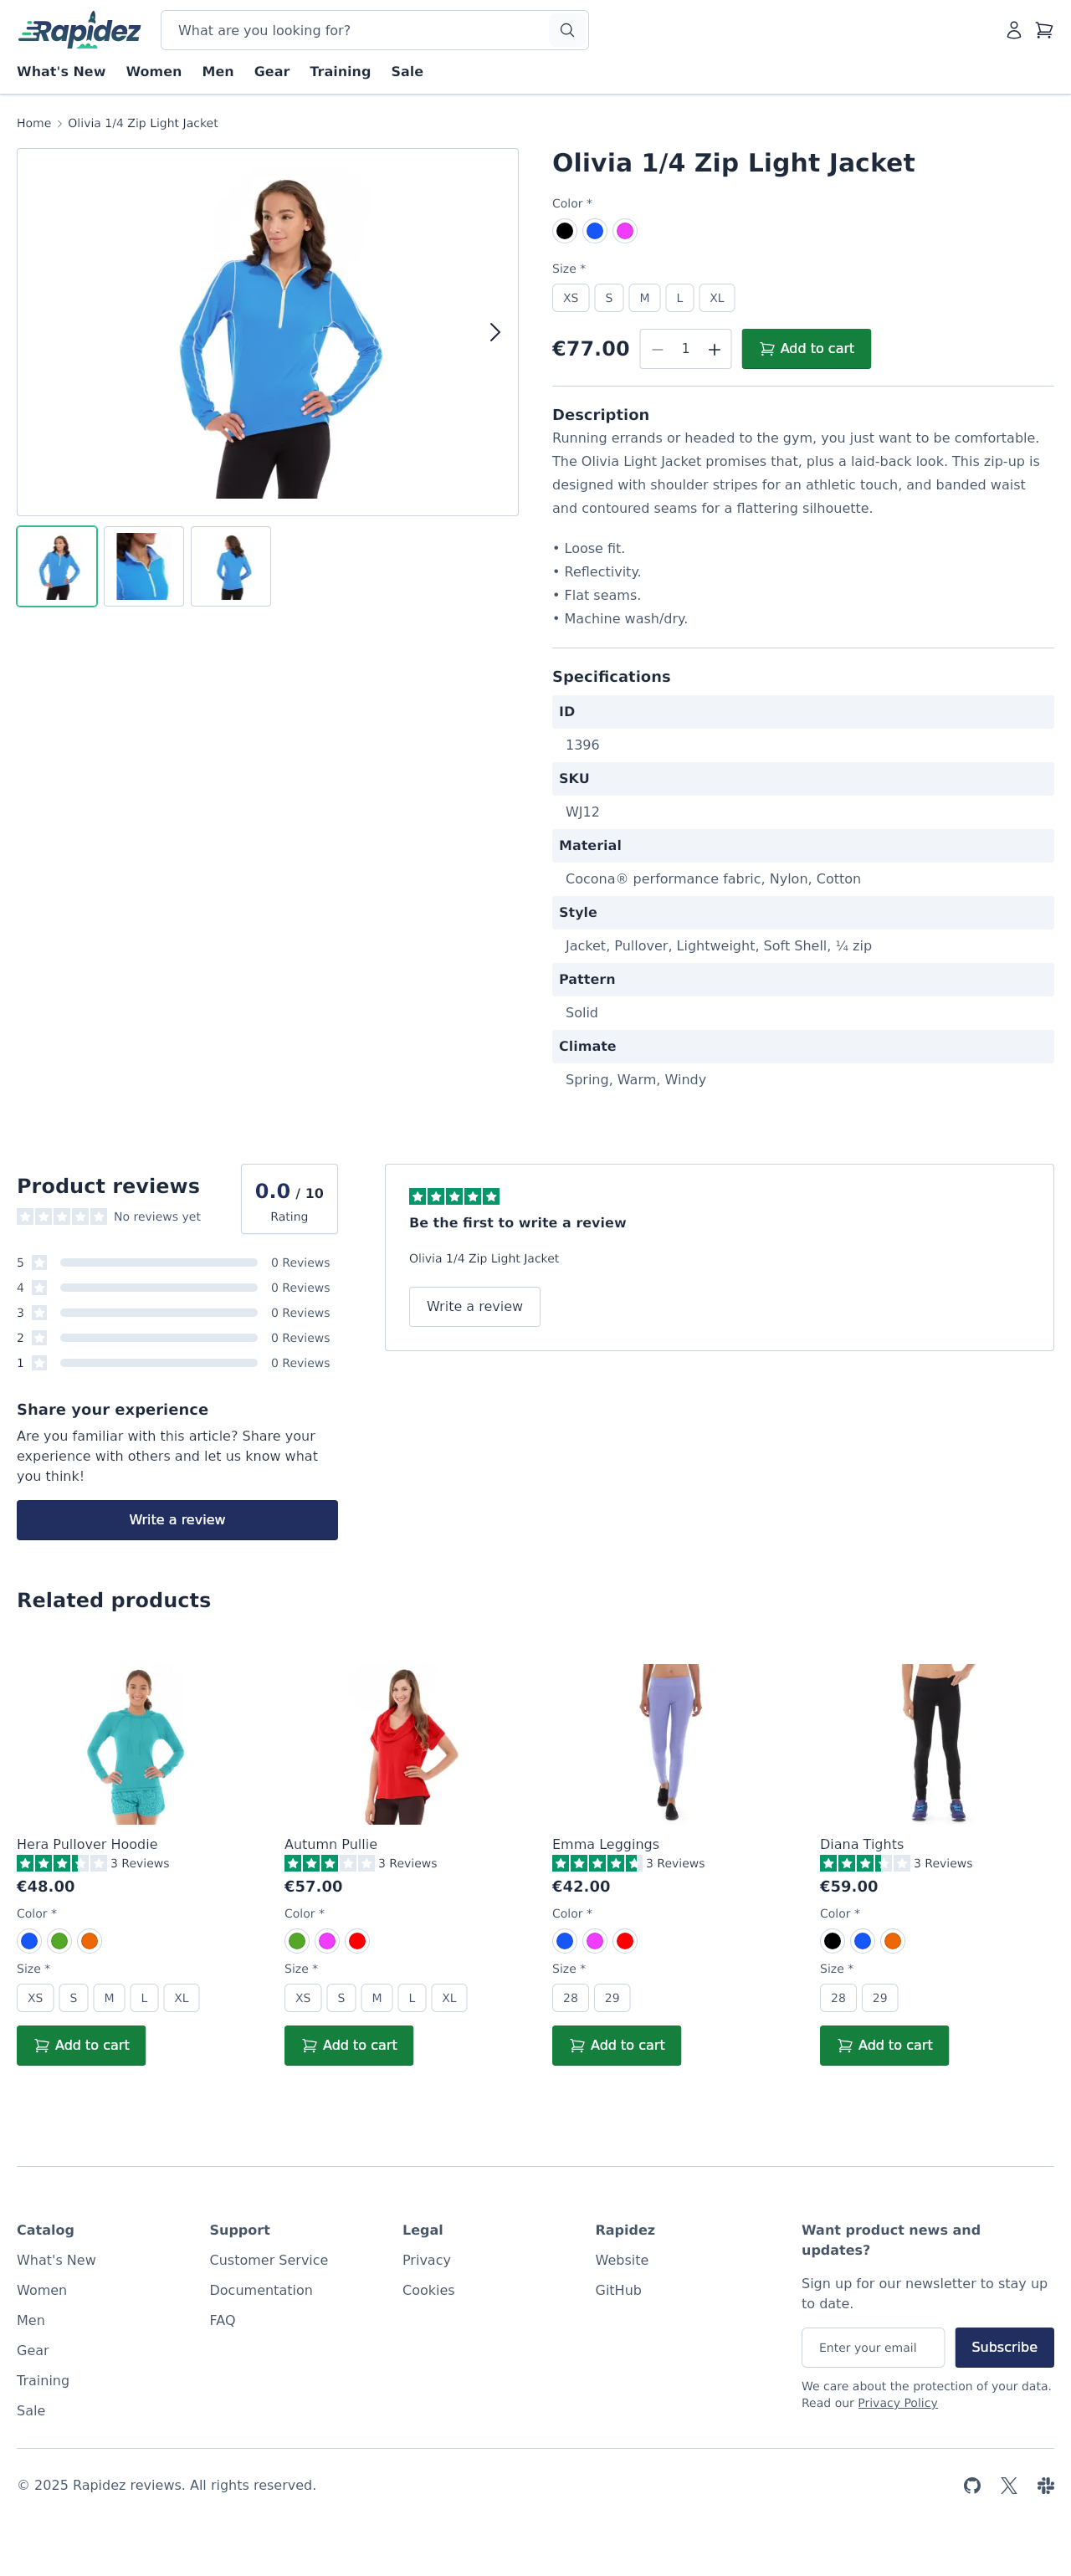 Rapidez
What are you looking for?
What's New Women Men Gear Training Sale
Home Olivia 1/4 Zip Light Jacket
Olivia 1/4 Zip Light Jacket
Color *
Size *
XS S M L XL
€77.00 1 Add to cart
Description
Running errands or headed to the gym, you just want to be comfortable.
The Olivia Light Jacket promises that, plus a laid-back look. This zip-up is
designed with shoulder stripes for an athletic touch, and banded waist
and contoured seams for a flattering silhouette.
• Loose fit.
• Reflectivity.
• Flat seams.
• Machine wash/dry.
Specifications
ID
1396
SKU
WJ12
Material
Cocona® performance fabric, Nylon, Cotton
Style
Jacket, Pullover, Lightweight, Soft Shell, ¼ zip
Pattern
Solid
Climate
Spring, Warm, Windy
Product reviews
No reviews yet
0.0 / 10
Rating
5 0 Reviews
4 0 Reviews
3 0 Reviews
2 0 Reviews
1 0 Reviews
Share your experience
Are you familiar with this article? Share your
experience with others and let us know what
you think!
Write a review
Be the first to write a review
Olivia 1/4 Zip Light Jacket
Write a review
Related products
Hera Pullover Hoodie
3 Reviews
€48.00
Color *
Size *
XS S M L XL
Add to cart
Autumn Pullie
3 Reviews
€57.00
Color *
Size *
XS S M L XL
Add to cart
Emma Leggings
3 Reviews
€42.00
Color *
Size *
28 29
Add to cart
Diana Tights
3 Reviews
€59.00
Color *
Size *
28 29
Add to cart
Catalog
What's New
Women
Men
Gear
Training
Sale
Support
Customer Service
Documentation
FAQ
Legal
Privacy
Cookies
Rapidez
Website
GitHub
Want product news and
updates?
Sign up for our newsletter to stay up
to date.
Enter your email Subscribe
We care about the protection of your data.
Read our Privacy Policy
© 2025 Rapidez reviews. All rights reserved.